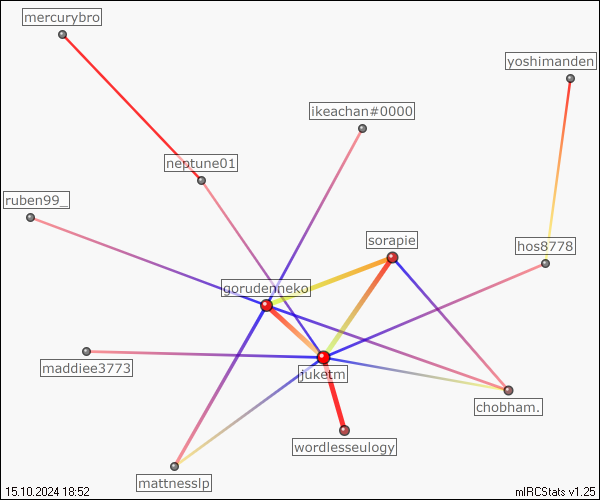 mercurybro
yoshimanden
ikeachan#0000
neptune01
ruben99_
sorapie
hos8778
gorudenneko
maddiee3773
juketm
chobham.
wordlesseulogy
mattnesslp
15.10.2024 18:52
mIRCStats v1.25